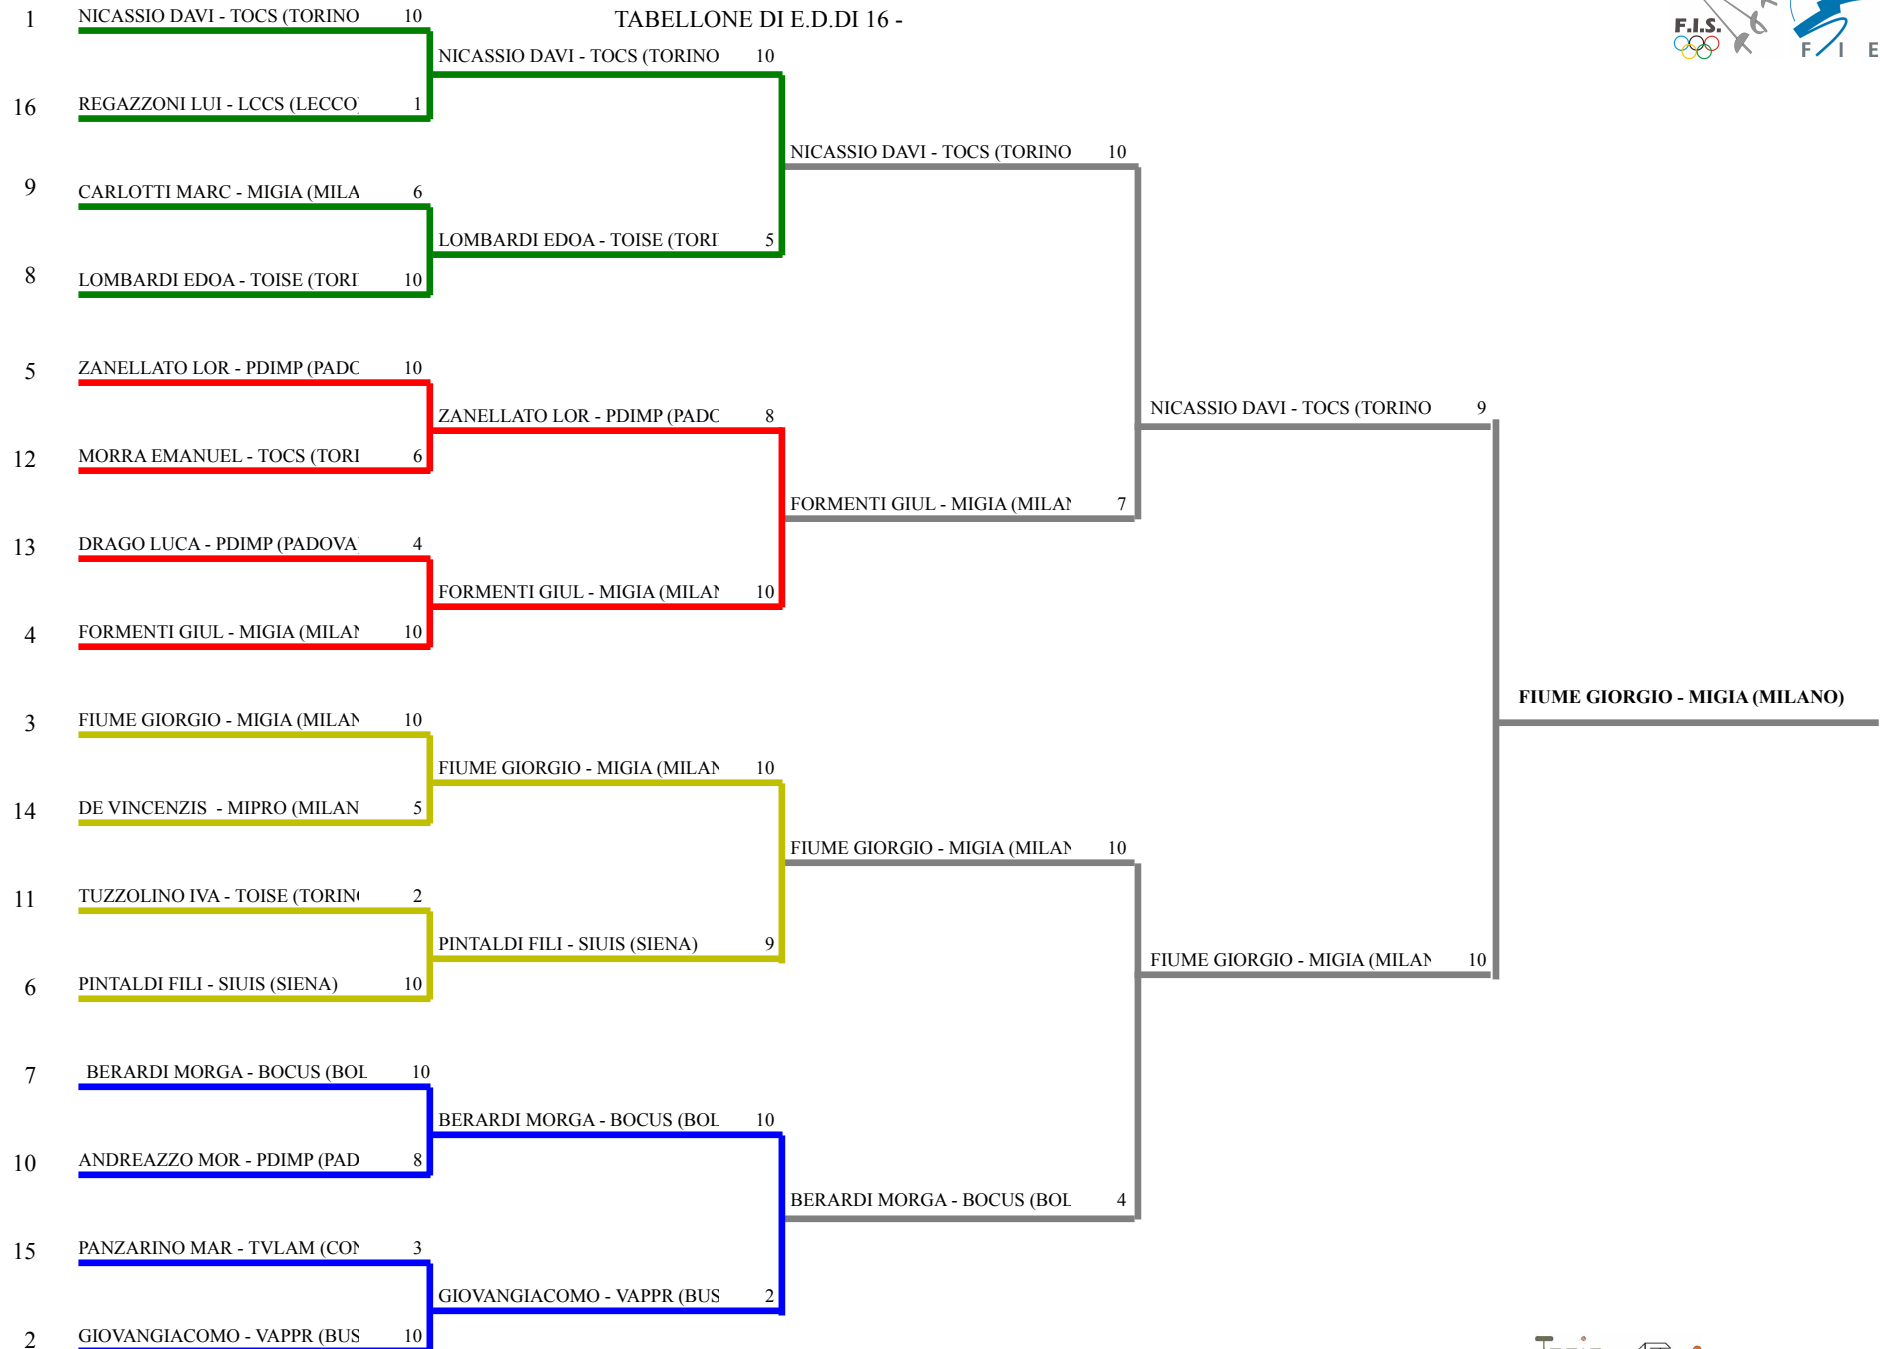 TABELLONE DI E.D.DI 16 -
F.I.S.
F I E
1 NICASSIO DAVI - TOCS (TORINO 10
16 REGAZZONI LUI - LCCS (LECCO) 1
9 CARLOTTI MARC - MIGIA (MILA 6
8 LOMBARDI EDOA - TOISE (TORI 10
5 ZANELLATO LOR - PDIMP (PADO 10
12 MORRA EMANUEL - TOCS (TORI 6
13 DRAGO LUCA - PDIMP (PADOVA) 4
4 FORMENTI GIUL - MIGIA (MILAN 10
3 FIUME GIORGIO - MIGIA (MILAN 10
14 DE VINCENZIS - MIPRO (MILAN 5
11 TUZZOLINO IVA - TOISE (TORINO 2
6 PINTALDI FILI - SIUIS (SIENA) 10
7 BERARDI MORGA - BOCUS (BOL 10
10 ANDREAZZO MOR - PDIMP (PAD 8
15 PANZARINO MAR - TVLAM (CON 3
2 GIOVANGIACOMO - VAPPR (BUS 10
NICASSIO DAVI - TOCS (TORINO 10
LOMBARDI EDOA - TOISE (TORI 5
ZANELLATO LOR - PDIMP (PADO 8
FORMENTI GIUL - MIGIA (MILAN 10
FIUME GIORGIO - MIGIA (MILAN 10
PINTALDI FILI - SIUIS (SIENA) 9
BERARDI MORGA - BOCUS (BOL 10
GIOVANGIACOMO - VAPPR (BUS 2
NICASSIO DAVI - TOCS (TORINO 10
FORMENTI GIUL - MIGIA (MILAN 7
FIUME GIORGIO - MIGIA (MILAN 10
BERARDI MORGA - BOCUS (BOL 4
NICASSIO DAVI - TOCS (TORINO 9
FIUME GIORGIO - MIGIA (MILAN 10
FIUME GIORGIO - MIGIA (MILANO)